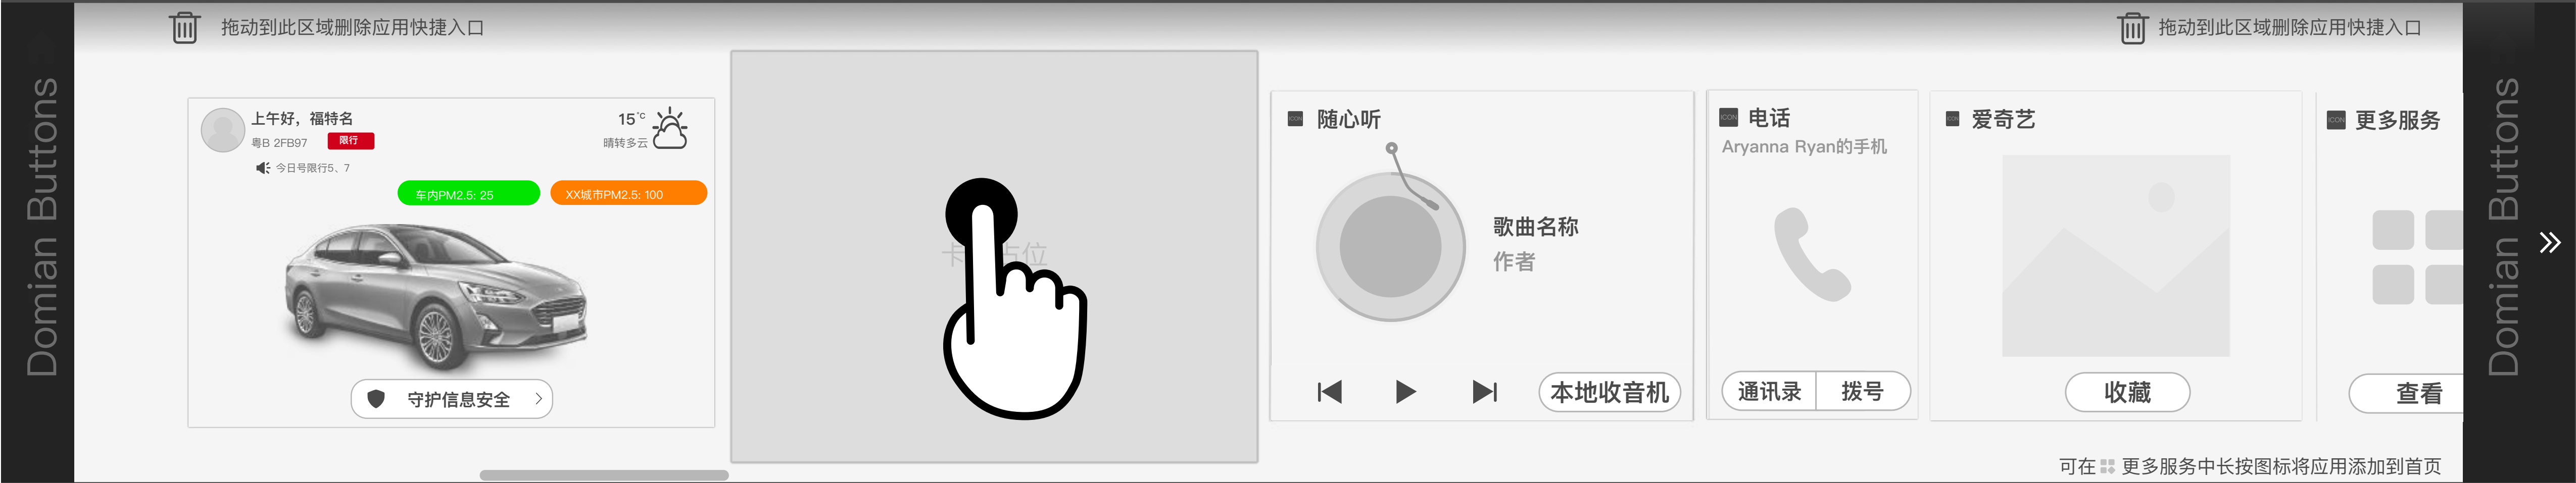 拖动到此区域删除应用快捷入口
拖动到此区域删除应用快捷入口
Domian Buttons
上午好，福特名
粤B 2FB97
限行
今日号限行5、7
15℃
晴转多云
车内PM2.5: 25
XX城市PM2.5: 100
守护信息安全
卡
占位
ICON
随心听
歌曲名称
作者
本地收音机
ICON
电话
Aryanna Ryan的手机
通讯录
拨号
ICON
爱奇艺
收藏
ICON
更多服务
查看
可在
更多服务中长按图标将应用添加到首页
Domian Buttons